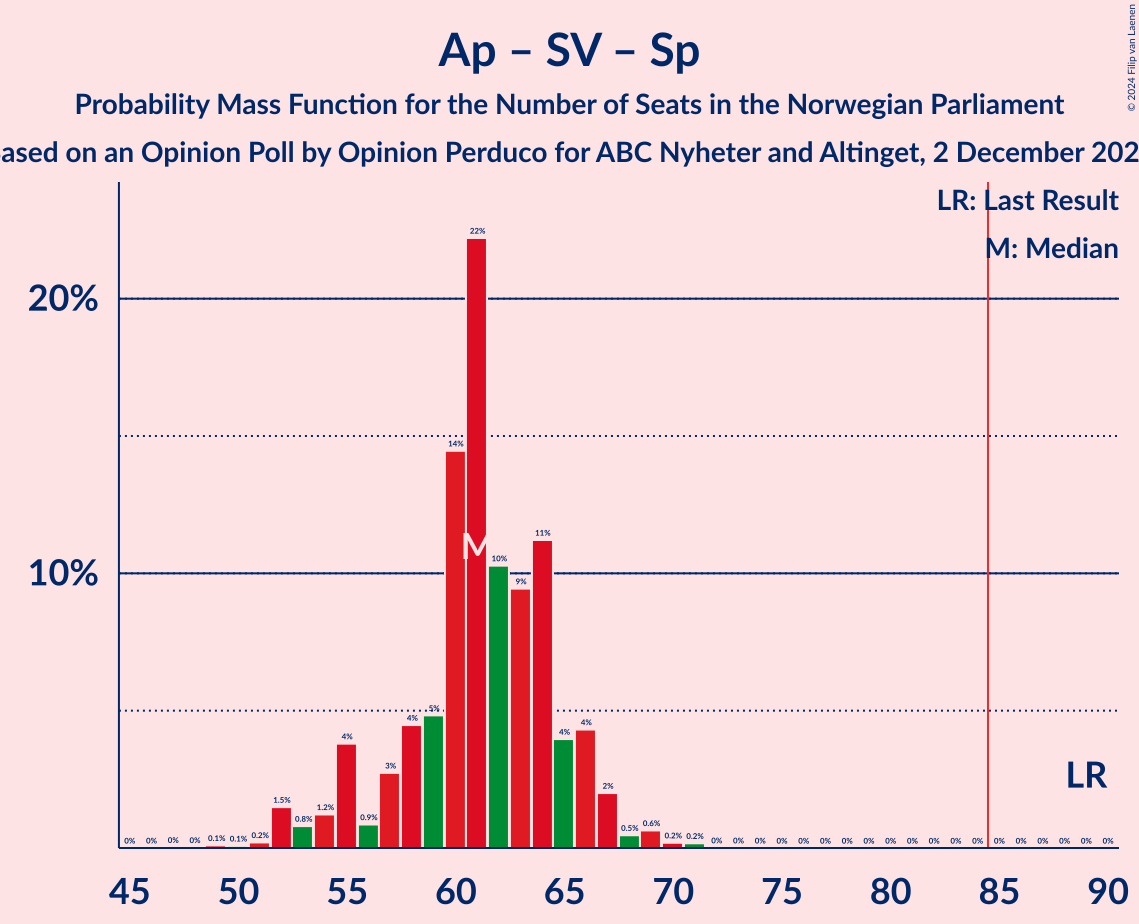 Ap – SV – Sp
Probability Mass Function for the Number of Seats in the Norwegian Parliament
ased on an Opinion Poll by Opinion Perduco for ABC Nyheter and Altinget, 2 December 202
© 2024 Filip van Laenen
LR: Last Result
M: Median
20%
10%
0% 0% 0% 0% 0.1% 0.1% 0.2% 1.5% 0.8% 1.2% 4% 0.9% 3% 4% 5% 14% 22% 10% 9% 11% 4% 4% 2% 0.5% 0.6% 0.2% 0.2% 0% 0% 0% 0% 0% 0% 0% 0% 0% 0% 0% 0% 0% 0% 0% 0% 0% 0% 0%
M
LR
45 50 55 60 65 70 75 80 85 90